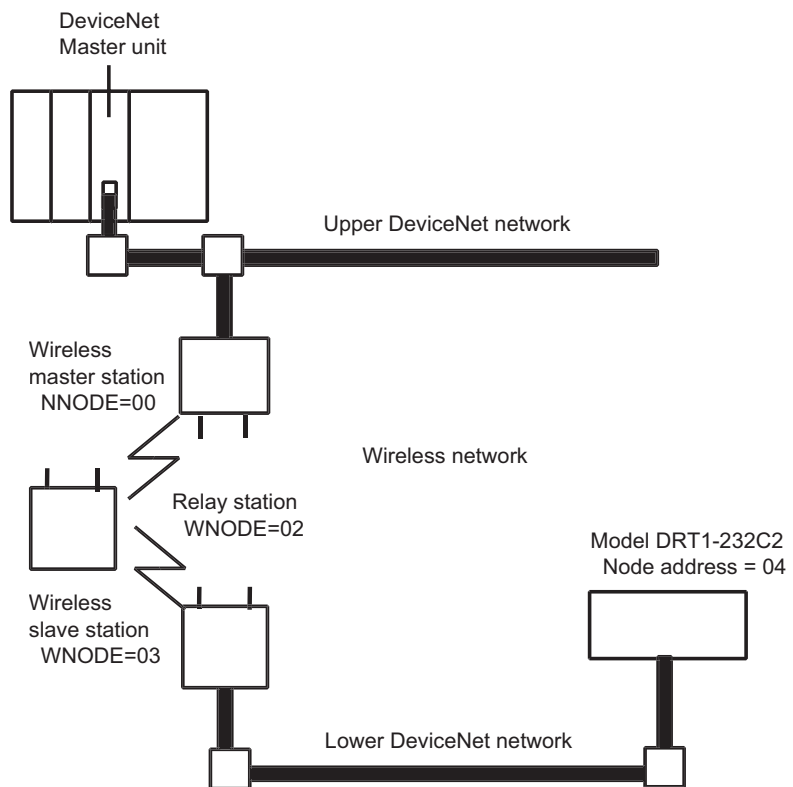 DeviceNet
Master unit
Upper DeviceNet network
Wireless
master station
NNODE=00
Wireless network
Relay station
WNODE=02
Model DRT1-232C2
Node address = 04
Wireless
slave station
WNODE=03
Lower DeviceNet network